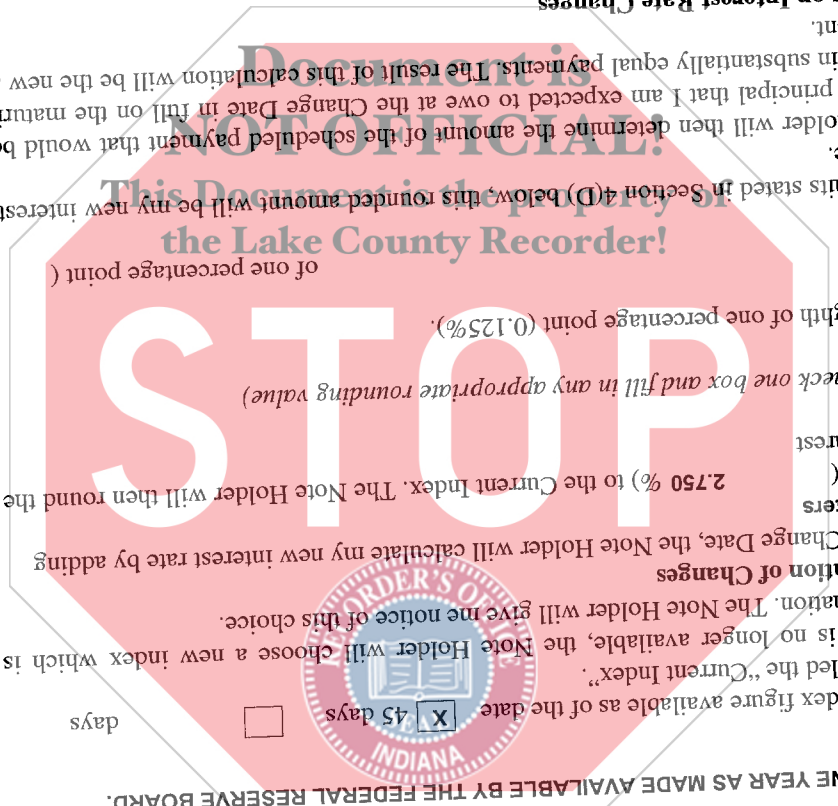 NE YEAR AS MADE AVAILABLE BY THE FEDERAL RESERVE BOARD.
dex figure available as of the date X 45 days days
led the “Current Index”.
is no longer available, the Note Holder will choose a new index which is
nation. The Note Holder will give me notice of this choice.
tion of Changes
Change Date, the Note Holder will calculate my new interest rate by adding
ers
( 2.750 %) to the Current Index. The Note Holder will then round the
rest
eck one box and fill in any appropriate rounding value)
ghth of one percentage point (0.125%).
of one percentage point (
its stated in Section 4(D) below, this rounded amount will be my new interest
e.
older will then determine the amount of the scheduled payment that would be
principal that I am expected to owe at the Change Date in full on the maturi
in substantially equal payments. The result of this calculation will be the new
nt.
on Interest Rate Changes
Document is
NOT OFFICIAL!
This Document is the property of
the Lake County Recorder!
STOP
RECORDER'S OFFICE
SEAL
INDIANA